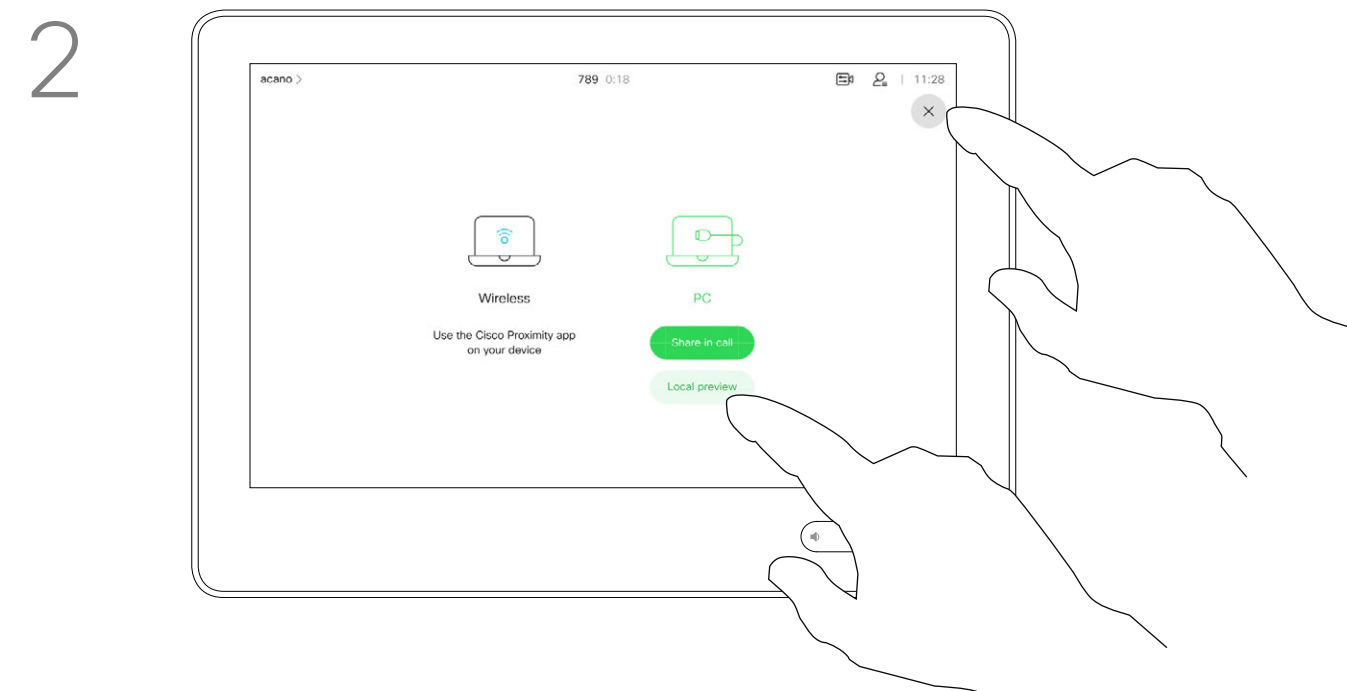 2
acano >
789 0:18
11:28
Wireless
PC
Use the Cisco Proximity app
on your device
Share in call
Local preview